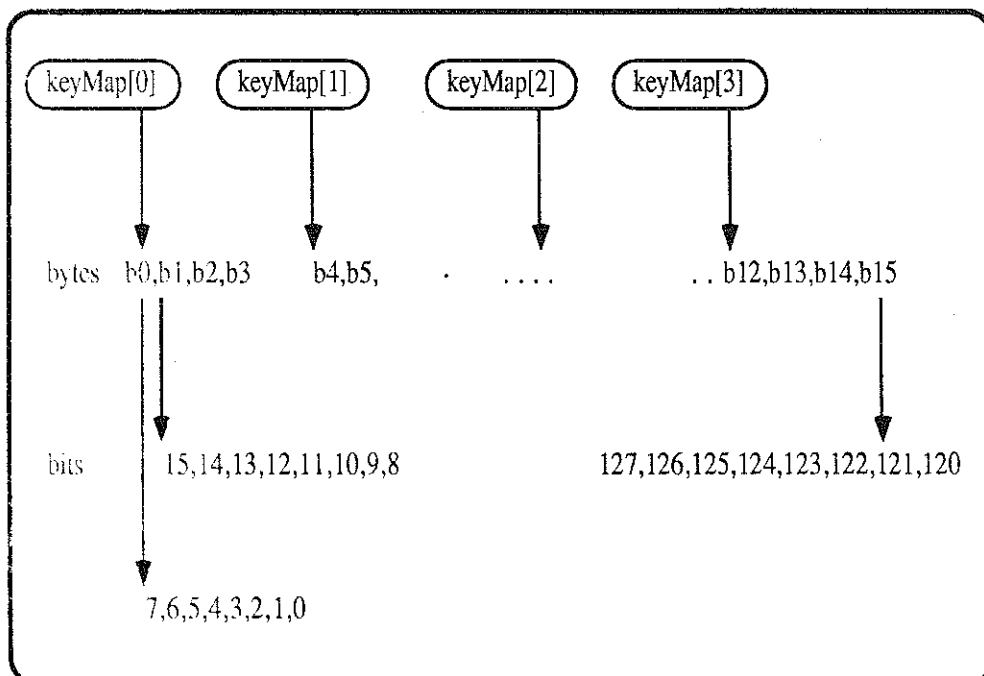 keyMap[0] keyMap[1] keyMap[2] keyMap[3]
bytes b0,b1,b2,b3 b4,b5, . .... ..b12,b13,b14,b15
bits 15,14,13,12,11,10,9,8 127,126,125,124,123,122,121,120
7,6,5,4,3,2,1,0